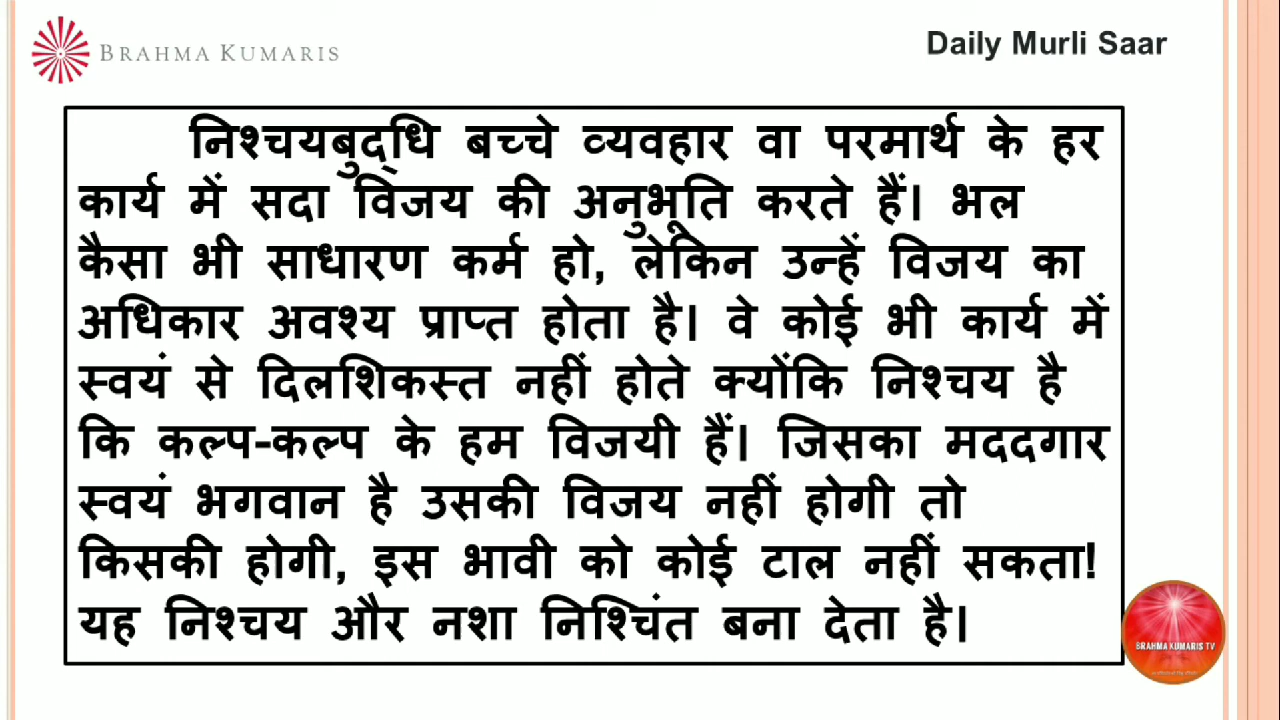 BRAHMA KUMARIS
Daily Murli Saar
निश्चयबुद्धि बच्चे व्यवहार वा परमार्थ के हर
कार्य में सदा विजय की अनुभूति करते हैं। भल
कैसा भी साधारण कर्म हो, लेकिन उन्हें विजय का
अधिकार अवश्य प्राप्त होता है। वे कोई भी कार्य में
स्वयं से दिलशिकस्त नहीं होते क्योंकि निश्चय है
कि कल्प-कल्प के हम विजयी हैं। जिसका मददगार
स्वयं भगवान है उसकी विजय नहीं होगी तो
किसकी होगी, इस भावी को कोई टाल नहीं सकता!
यह निश्चय और नशा निश्चिंत बना देता है।
BRAHMA KUMARIS TV